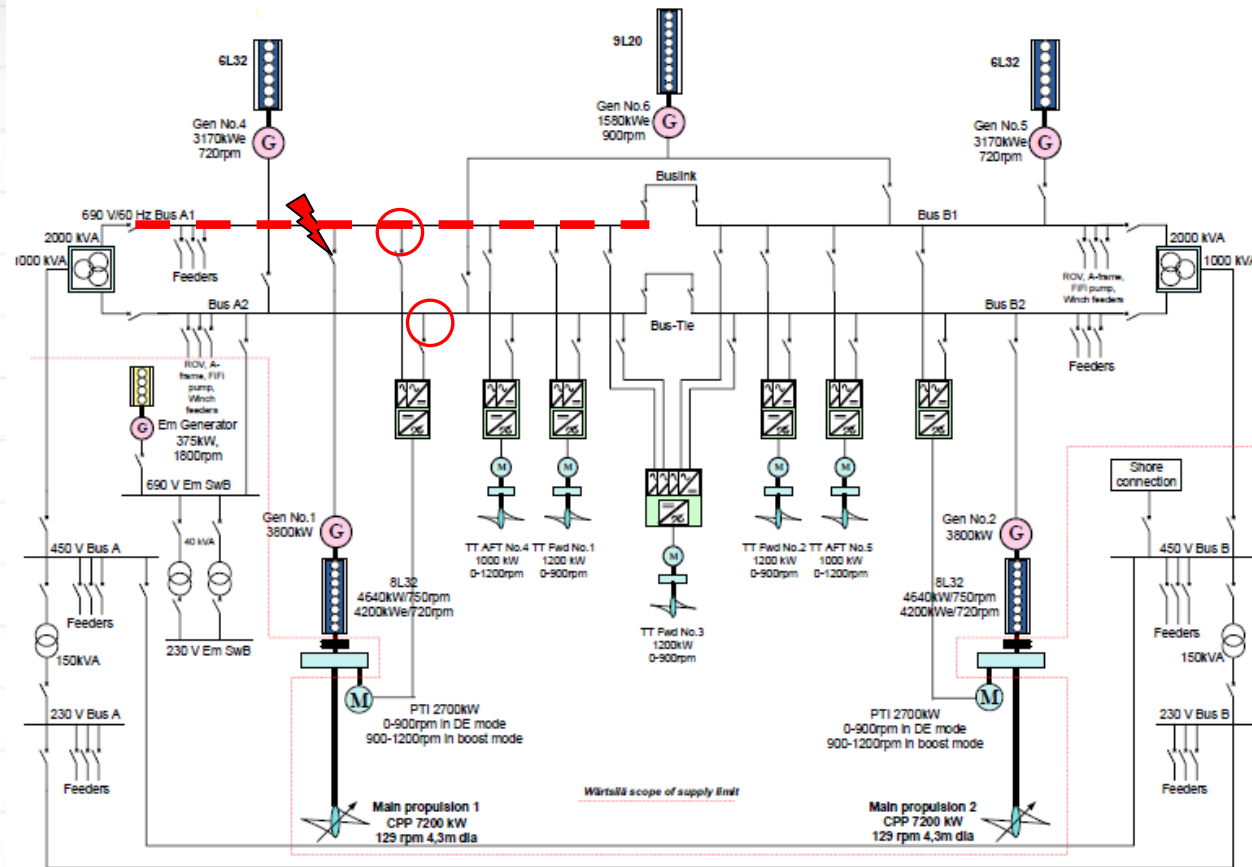 9L20
6L32
6L32
Gen No.6
1580kWe
900rpm
Gen No.4
3170kWe
720rpm
Gen No.5
3170kWe
720rpm
G
G
G
Buslink
690 V/60 Hz Bus A1
Bus B1
2000 kVA
1000 kVA
2000 kVA
1000 kVA
Feeders
ROV, A-frame,
FIFI pump,
Winch feeders
Bus A2
Bus B2
Bus-Tie
ROV, A-
frame, FIFI
pump,
Winch
feeders
Feeders
G
Em Generator
375kW,
1800rpm
M
M
M
M
690 V Em SwB
Shore
connection
Gen No.1
3800kW
G
Gen No.2
3800kW
G
40 kVA
450 V Bus A
450 V Bus B
TT AFT No.4
1000 kW
0-1200rpm
TT Fwd No.1
1200 kW
0-900rpm
M
TT Fwd No.2
1200 kW
0-900rpm
TT AFT No.5
1000 kW
0-1200rpm
8L32
4640kW/750rpm
4200kWe/720rpm
8L32
4640kW/750rpm
4200kWe/720rpm
Feeders
Feeders
230 V Em SwB
TT Fwd No.3
1200kW
0-900rpm
150kVA
150kVA
M
M
PTI 2700kW
0-900rpm in DE mode
900-1200rpm in boost mode
PTI 2700kW
0-900rpm in DE mode
900-1200rpm in boost mode
230 V Bus A
230 V Bus B
Feeders
Feeders
Wärtsilä scope of supply limit
Main propulsion 1
CPP 7200 kW
129 rpm 4,3m dia
Main propulsion 2
CPP 7200 kW
129 rpm 4,3m dia